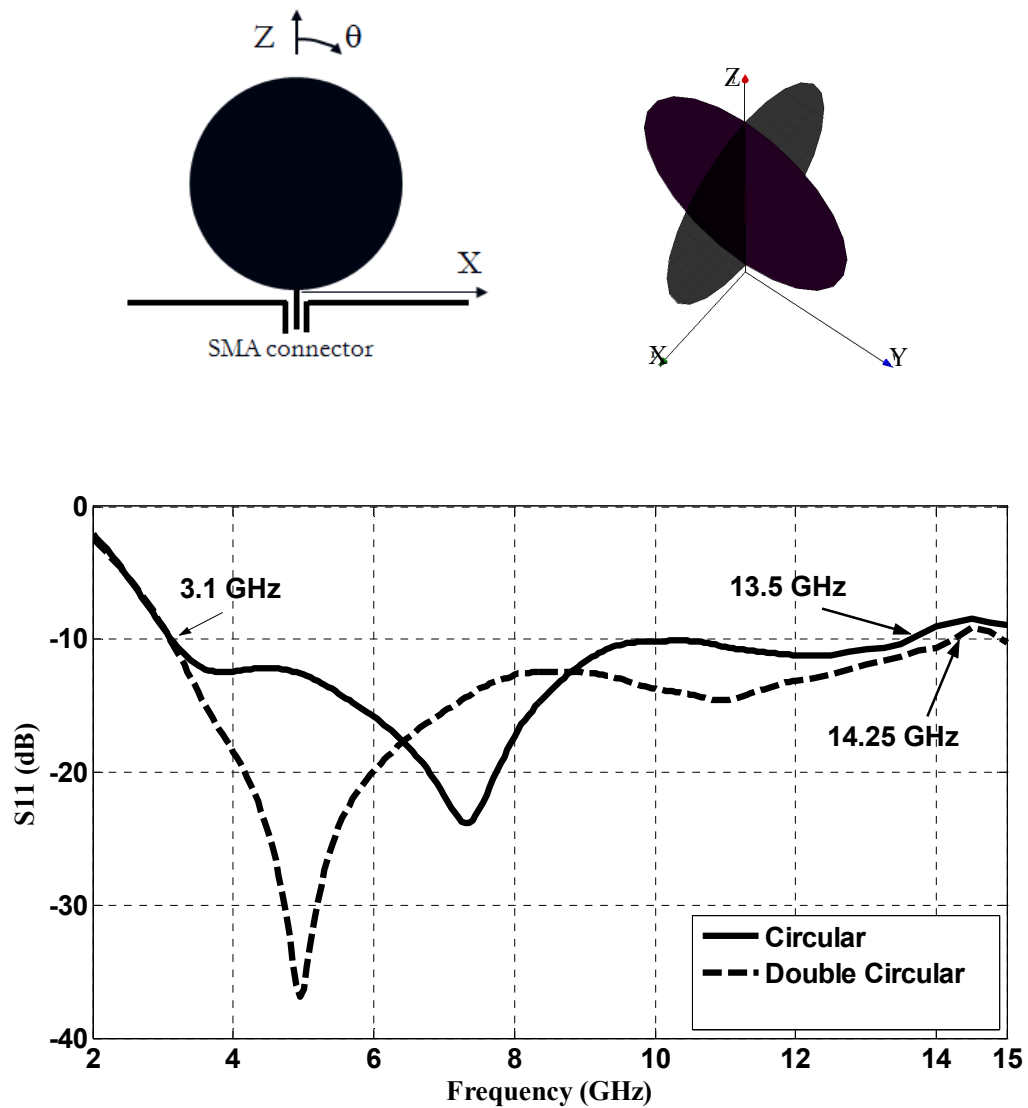 Z
θ
X
SMA connector
Z
X
Y
0
-10
-20
-30
-40
S11 (dB)
3.1 GHz
13.5 GHz
14.25 GHz
Circular
Double Circular
2
4
6
8
10
12
14
15
Frequency (GHz)